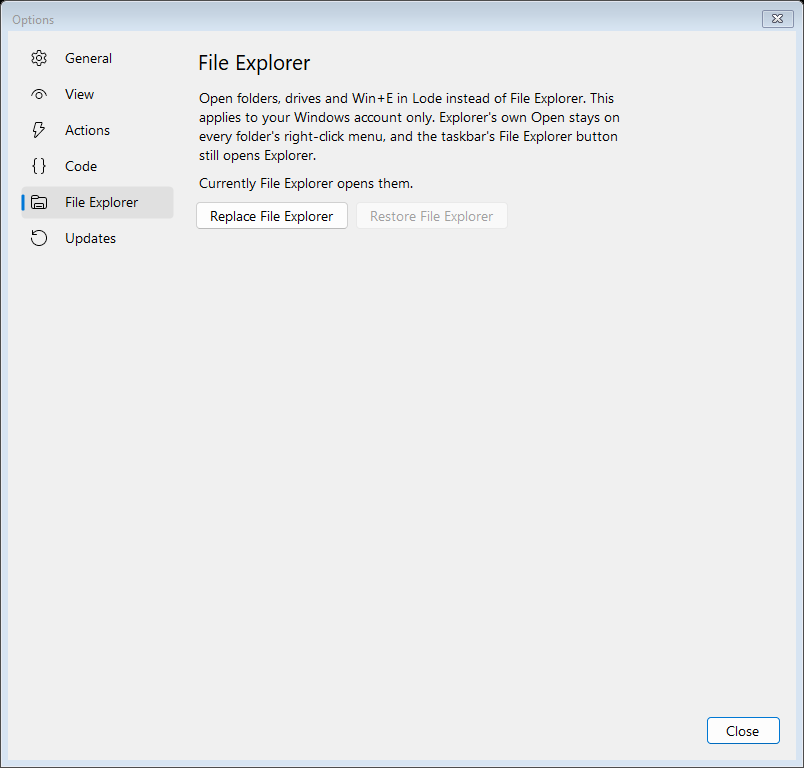 Options
General
View
Actions
Code
File Explorer
Updates
File Explorer
Open folders, drives and Win+E in Lode instead of File Explorer. This
applies to your Windows account only. Explorer's own Open stays on
every folder's right-click menu, and the taskbar's File Explorer button
still opens Explorer.
Currently File Explorer opens them.
Replace File Explorer
Restore File Explorer
Close